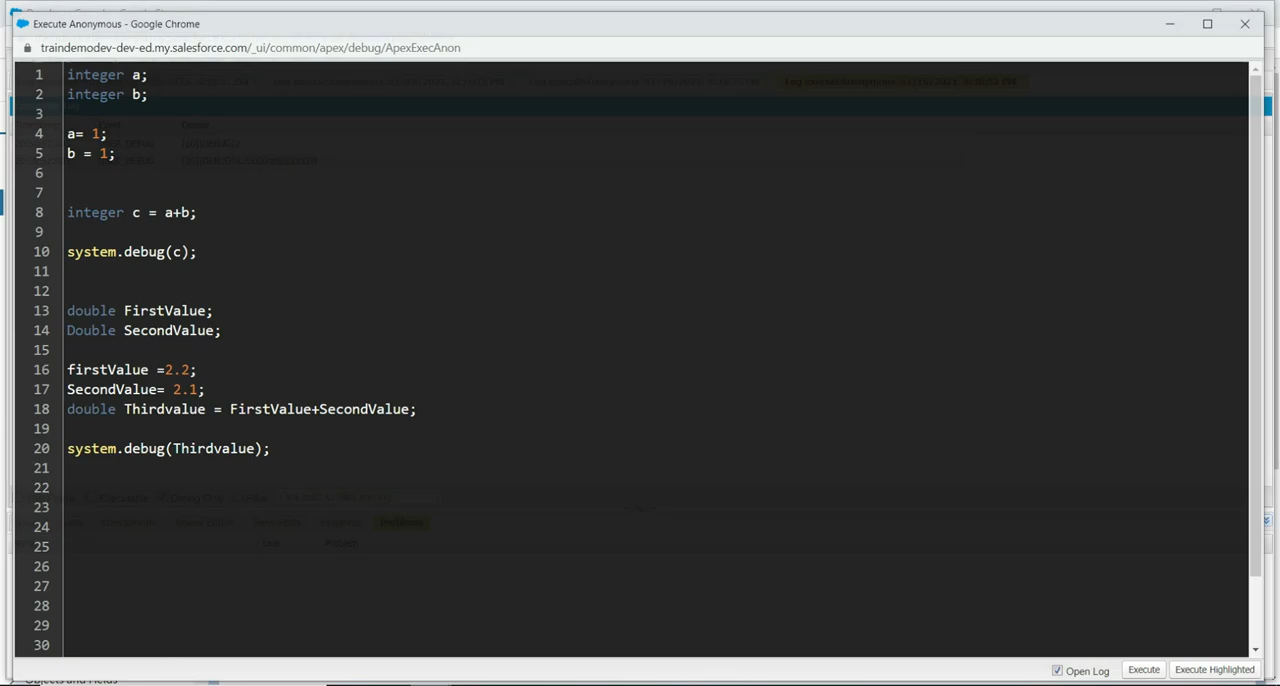 Execute Anonymous - Google Chrome
traindemodev-dev-ed.my.salesforce.com/_ui/common/apex/debug/ApexExecAnon
1 integer a;
2 integer b;
3
4 a= 1;
5 b = 1;
6
7
8 integer c = a+b;
9
10 system.debug(c);
11
12
13 double FirstValue;
14 Double SecondValue;
15
16 firstValue =2.2;
17 SecondValue= 2.1;
18 double Thirdvalue = FirstValue+SecondValue;
19
20 system.debug(Thirdvalue);
21
22
23
24
25
26
27
28
29
30
Open Log Execute Execute Highlighted
Objects and Fields